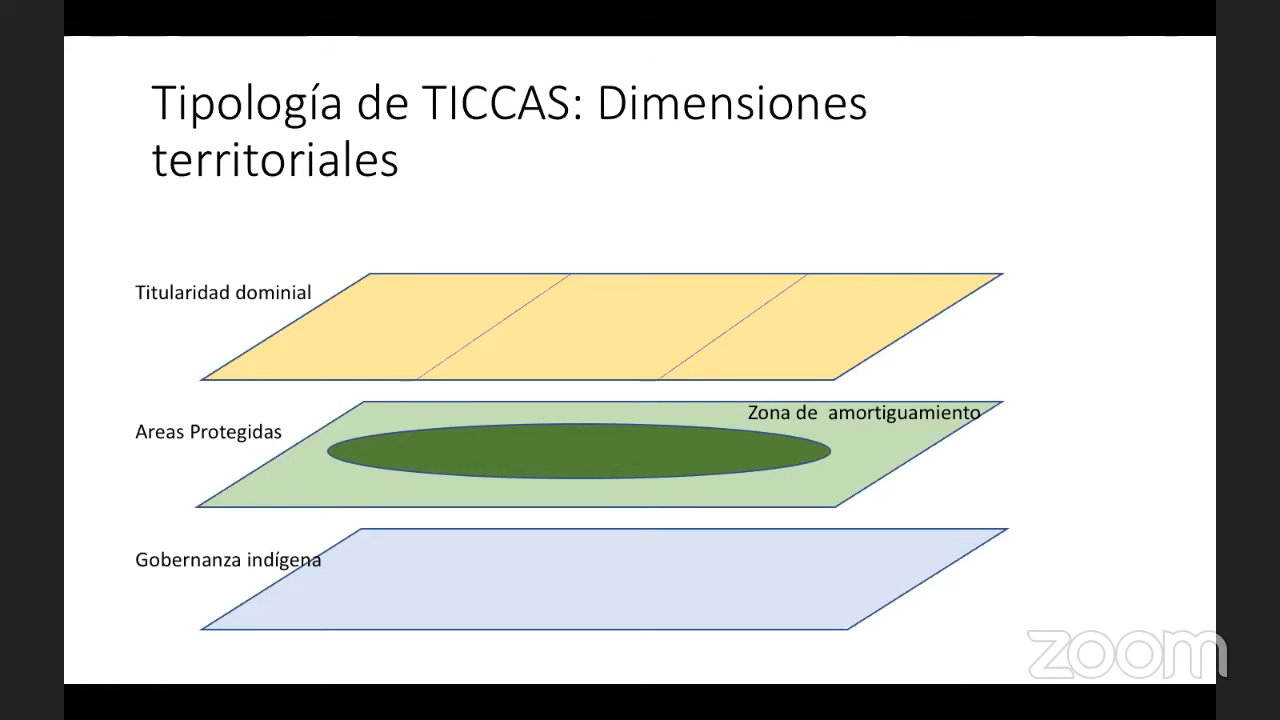 Tipología de TICCAS: Dimensiones
territoriales
Titularidad dominial
Zona de  amortiguamiento
Areas Protegidas
Gobernanza indígena
zoom